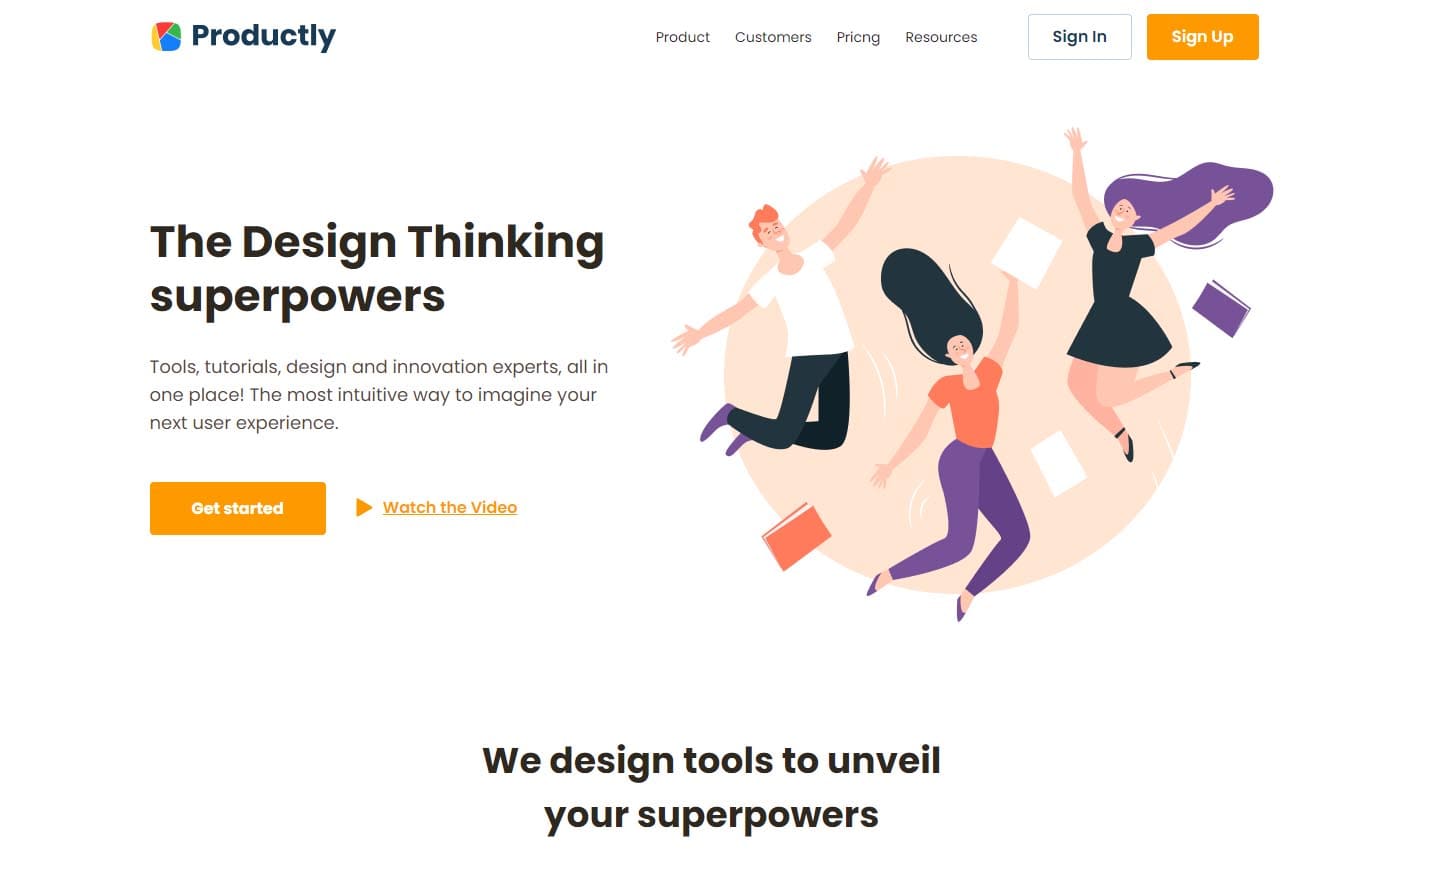 Productly
Product
Customers
Pricng
Resources
Sign In
Sign Up
The Design Thinking
superpowers
Tools, tutorials, design and innovation experts, all in
one place! The most intuitive way to imagine your
next user experience.
Get started
Watch the Video
We design tools to unveil
your superpowers